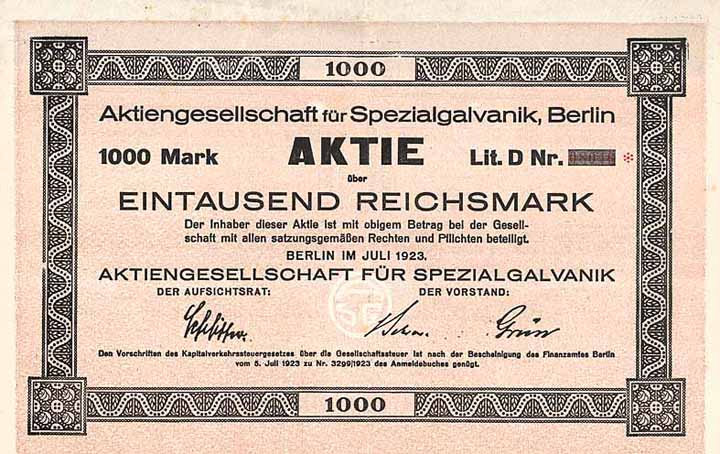 1000
Aktiengesellschaft für Spezialgalvanik, Berlin
1000 Mark AKTIE Lit. D Nr. *
über
EINTAUSEND REICHSMARK
Der Inhaber dieser Aktie ist mit obigem Betrag bei der Gesell-
schaft mit allen satzungsgemäßen Rechten und Pflichten beteiligt.
BERLIN IM JULI 1923.
AKTIENGESELLSCHAFT FÜR SPEZIALGALVANIK
DER AUFSICHTSRAT: DER VORSTAND:
Grün
Den Vorschriften des Kapitalverkehrssteuergesetzes über die Gesellschaftsteuer ist nach der Bescheinigung des Finanzamtes Berlin
vom 5. Juli 1923 zu Nr. 3299/1923 des Anmeldebuches genügt.
1000